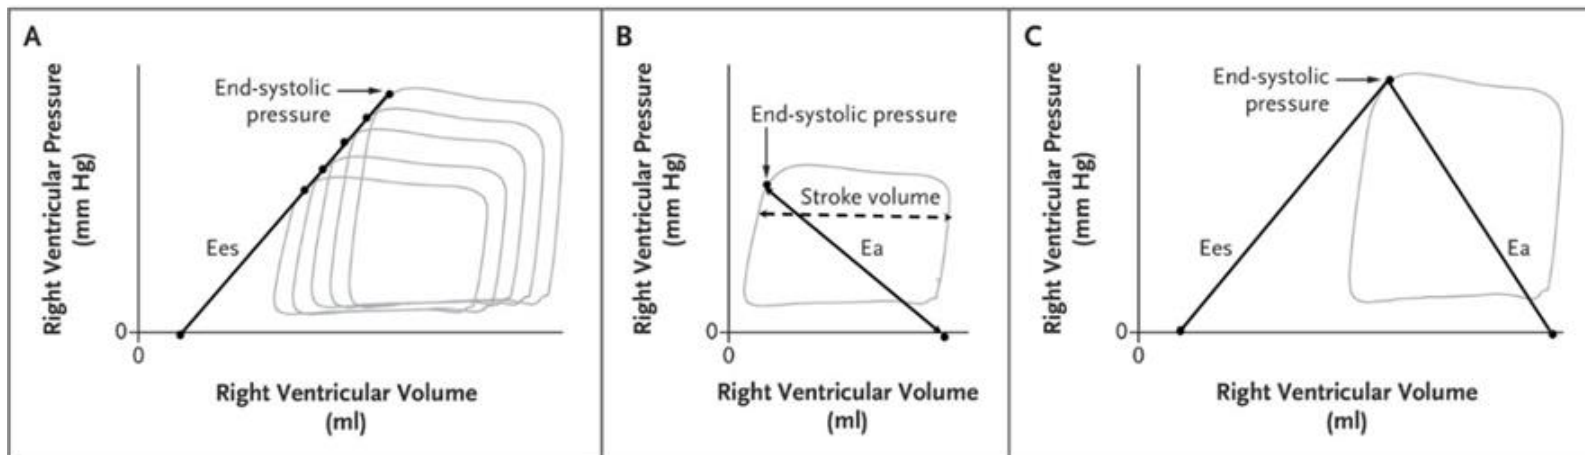 A
Right Ventricular Pressure
(mm Hg)
End-systolic
pressure
Ees
0
0
Right Ventricular Volume
(ml)
B
Right Ventricular Pressure
(mm Hg)
End-systolic pressure
Stroke volume
Ea
0
0
Right Ventricular Volume
(ml)
C
Right Ventricular Pressure
(mm Hg)
End-systolic
pressure
Ees
Ea
0
0
Right Ventricular Volume
(ml)